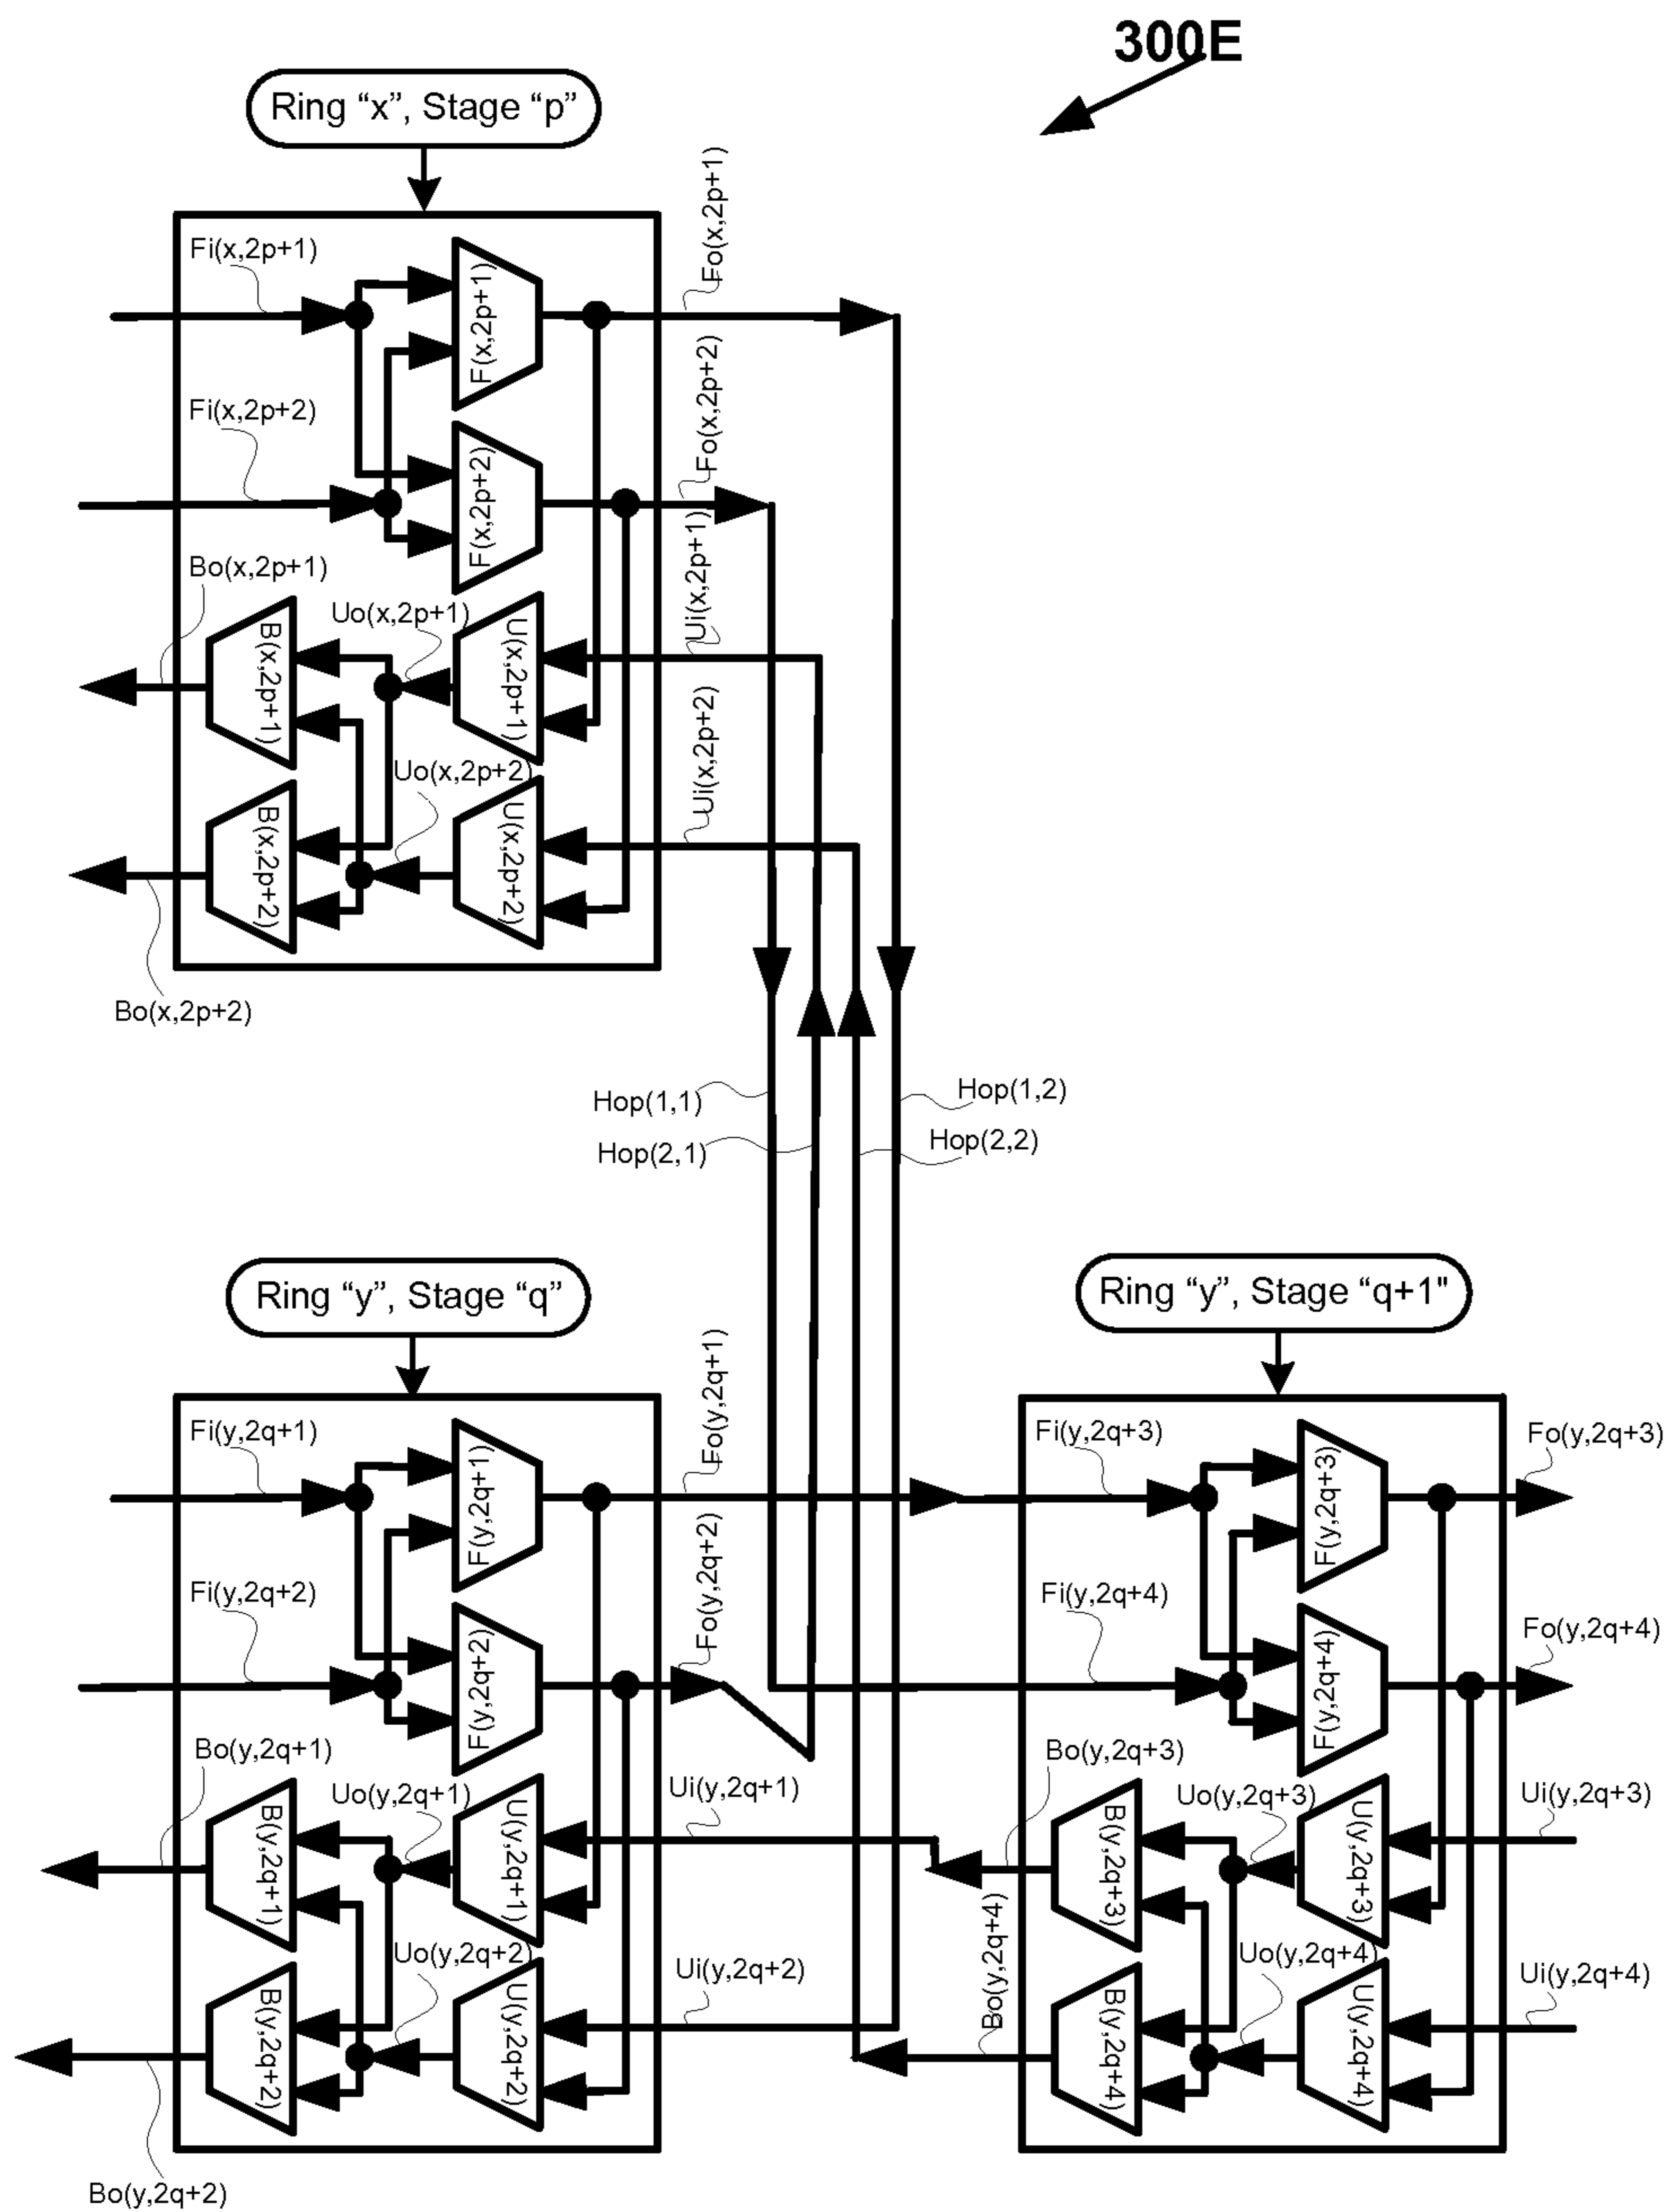 300E
Ring “x”, Stage “p”
Fi(x,2p+1)
F(x,2p+1)
Fo(x,2p+1)
Fi(x,2p+2)
F(x,2p+2)
Fo(x,2p+2)
Bo(x,2p+1)
Uo(x,2p+1)
B(x,2p+1)
U(x,2p+1)
Ui(x,2p+1)
Uo(x,2p+2)
B(x,2p+2)
U(x,2p+2)
Ui(x,2p+2)
Bo(x,2p+2)
Hop(1,1)
Hop(1,2)
Hop(2,1)
Hop(2,2)
Ring “y”, Stage “q”
Ring “y”, Stage “q+1"
Fi(y,2q+1)
F(y,2q+1)
Fo(y,2q+1)
Fi(y,2q+3)
F(y,2q+3)
Fo(y,2q+3)
Fi(y,2q+2)
F(y,2q+2)
Fo(y,2q+2)
Fi(y,2q+4)
F(y,2q+4)
Fo(y,2q+4)
Bo(y,2q+1)
Uo(y,2q+1)
B(y,2q+1)
U(y,2q+1)
Ui(y,2q+1)
Bo(y,2q+3)
Uo(y,2q+3)
B(y,2q+3)
U(y,2q+3)
Ui(y,2q+3)
Uo(y,2q+2)
B(y,2q+2)
U(y,2q+2)
Ui(y,2q+2)
Bo(y,2q+4)
Uo(y,2q+4)
B(y,2q+4)
U(y,2q+4)
Ui(y,2q+4)
Bo(y,2q+2)